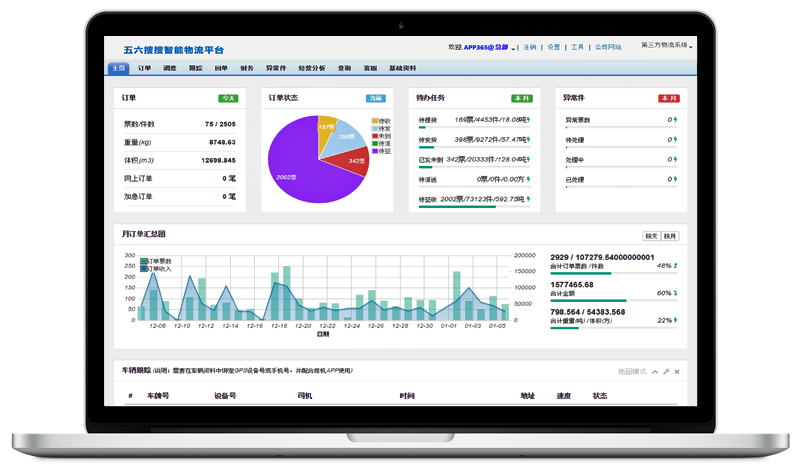 五六搜搜智能物流平台
欢迎,APP365@总部 | 注销 | 设置 | 工具 | 公司网站
第三方物流系统
主页 订单 调度 跟踪 回单 财务 异常件 经营分析 查询 客服 基础资料
订单 今天
票数/件数 75 / 2505
重量(kg) 8748.63
体积(m3) 12698.845
网上订单 0 笔
加急订单 0 笔
订单状态 当前
待收
待发
未到
待派
待签
167票
398票
342票
2002票
待办任务 本 月
待提货 169票/4453件/18.08吨
待发货 398票/9272件/57.47吨
已发未到 342票/20333件/128.04吨
待派送 0票/0件/0.00方
待签收 2002票/73123件/592.75吨
异常件 本 月
异常票数 0
待处理 0
处理中 0
已处理 0
月订单汇总图 按天 按月
订单票数
订单收入
300
250
200
150
100
50
0
200000
150000
100000
50000
0
12-08 12-10 12-12 12-14 12-16 12-18 12-20 12-22 12-24 12-26 12-28 12-30 01-01 01-03 01-05
日期
2929 / 107279.54000000001
合计订单票数 /件数 48%
1577465.68
合计金额 60%
798.564 / 54383.568
合计重量(吨) / 体积(方) 22%
车辆跟踪 (说明：需要在车辆资料中绑定GPS设备号或手机号，并配合司机APP使用) 地图模式
# 车牌号 设备号 司机 时间 地址 速度 状态